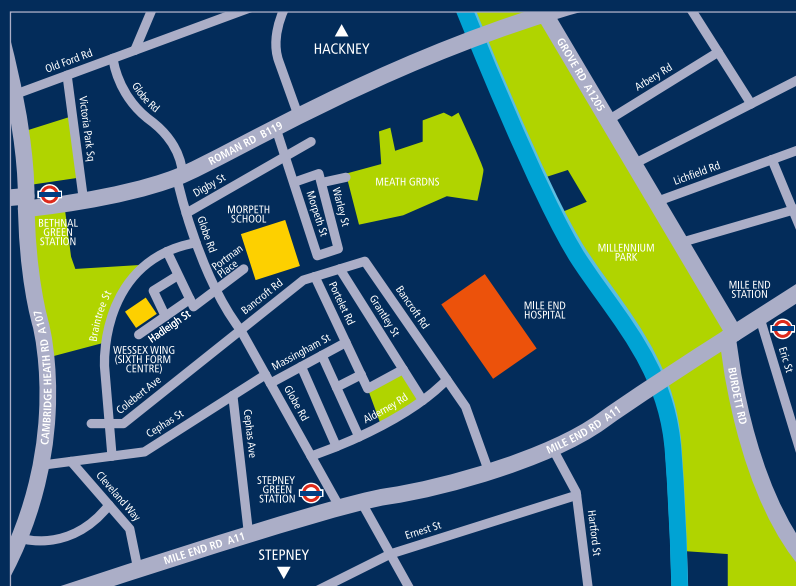 HACKNEY
Old Ford Rd
Victoria Park Sq
Globe Rd
ROMAN RD B119
GROVE RD A1205
Arbery Rd
Lichfield Rd
Digby St
MEATH GRDNS
Morpeth St
Warley St
BETHNAL
GREEN
STATION
MORPETH
SCHOOL
Globe Rd
Portman
Place
MILLENNIUM
PARK
Bancroft Rd
Braintree St
Hadleigh St
WESSEX WING
(SIXTH FORM
CENTRE)
Portelet Rd
Grantley St
Bancroft Rd
MILE END
HOSPITAL
MILE END
STATION
Eric St
CAMBRIDGE HEATH RD A107
Massingham St
Colebert Ave
Globe Rd
Alderney Rd
BURDETT RD
Cephas St
Cephas Ave
MILE END RD A11
STEPNEY
GREEN
STATION
Cleveland Way
Hartford St
Ernest St
MILE END RD A11
STEPNEY